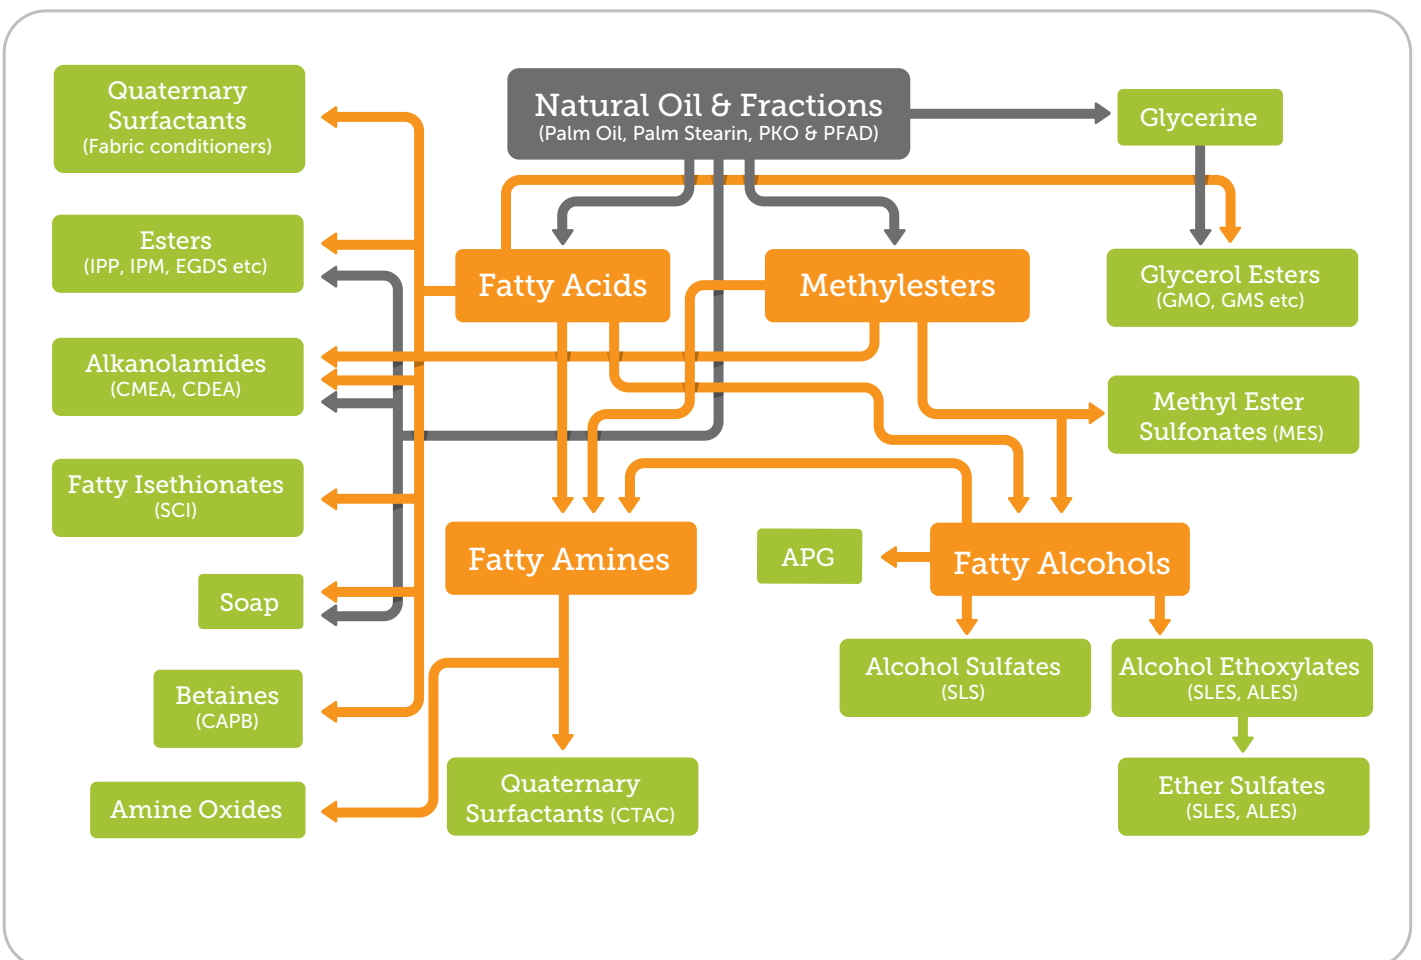 Quaternary
Surfactants
(Fabric conditioners)
Natural Oil & Fractions
(Palm Oil, Palm Stearin, PKO & PFAD)
Glycerine
Esters
(IPP, IPM, EGDS etc)
Fatty Acids
Methylesters
Glycerol Esters
(GMO, GMS etc)
Alkanolamides
(CMEA, CDEA)
Methyl Ester
Sulfonates (MES)
Fatty Isethionates
(SCI)
Fatty Amines
APG
Fatty Alcohols
Soap
Alcohol Sulfates
(SLS)
Alcohol Ethoxylates
(SLES, ALES)
Betaines
(CAPB)
Amine Oxides
Quaternary
Surfactants (CTAC)
Ether Sulfates
(SLES, ALES)